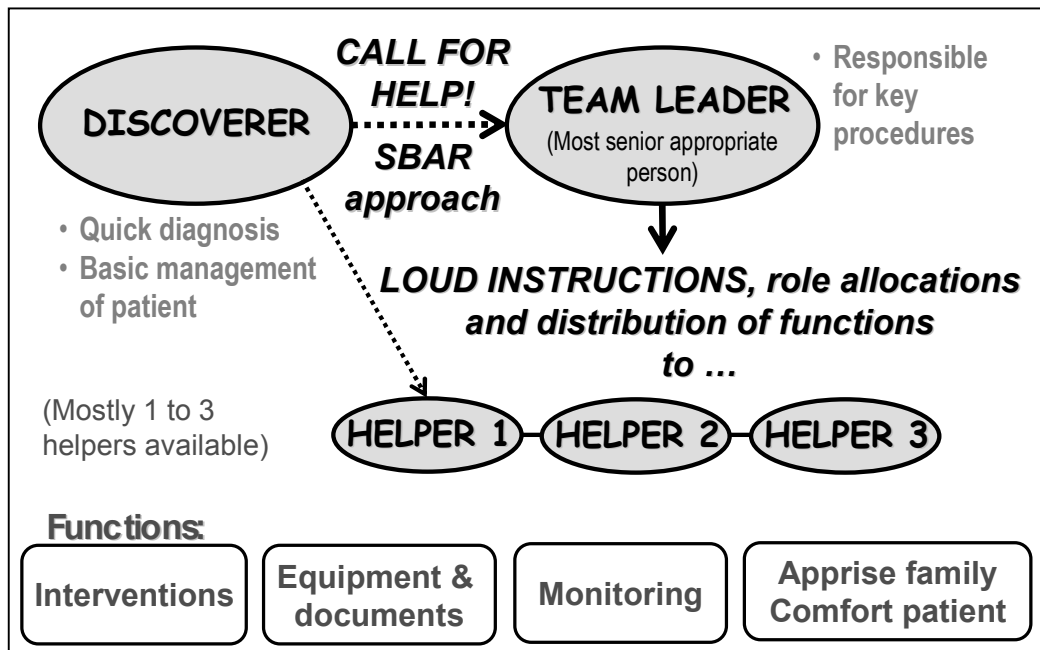 DISCOVERER
CALL FOR
HELP!
SBAR
approach
TEAM LEADER
(Most senior appropriate
person)
• Responsible
for key
procedures
• Quick diagnosis
• Basic management
of patient
LOUD INSTRUCTIONS, role allocations
and distribution of functions
to …
(Mostly 1 to 3
helpers available)
HELPER 1
HELPER 2
HELPER 3
Functions:
Interventions
Equipment &
documents
Monitoring
Apprise family
Comfort patient